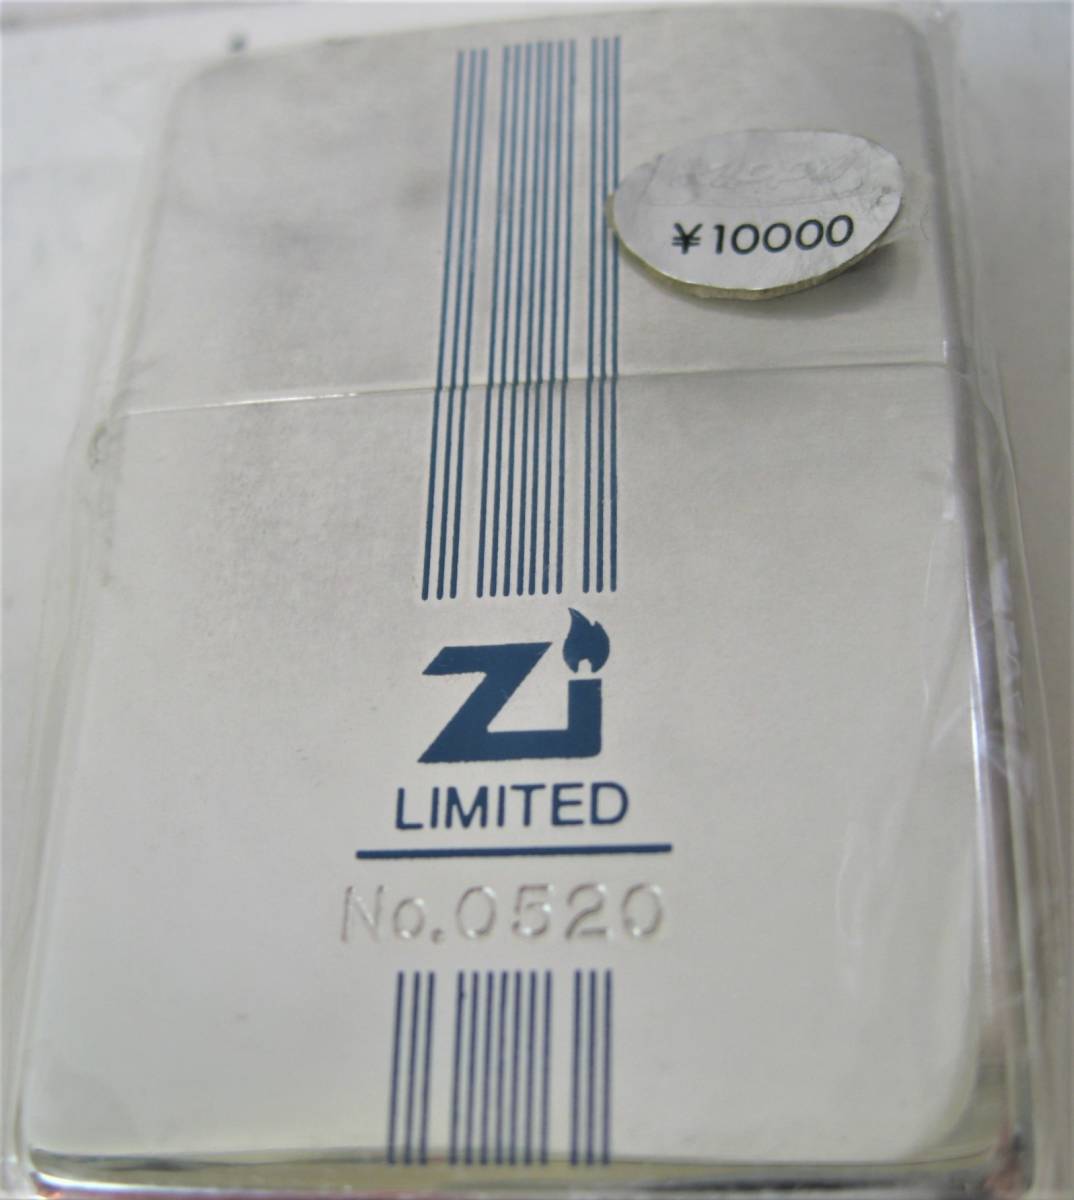 ¥10000
Zi
LIMITED
No.0520